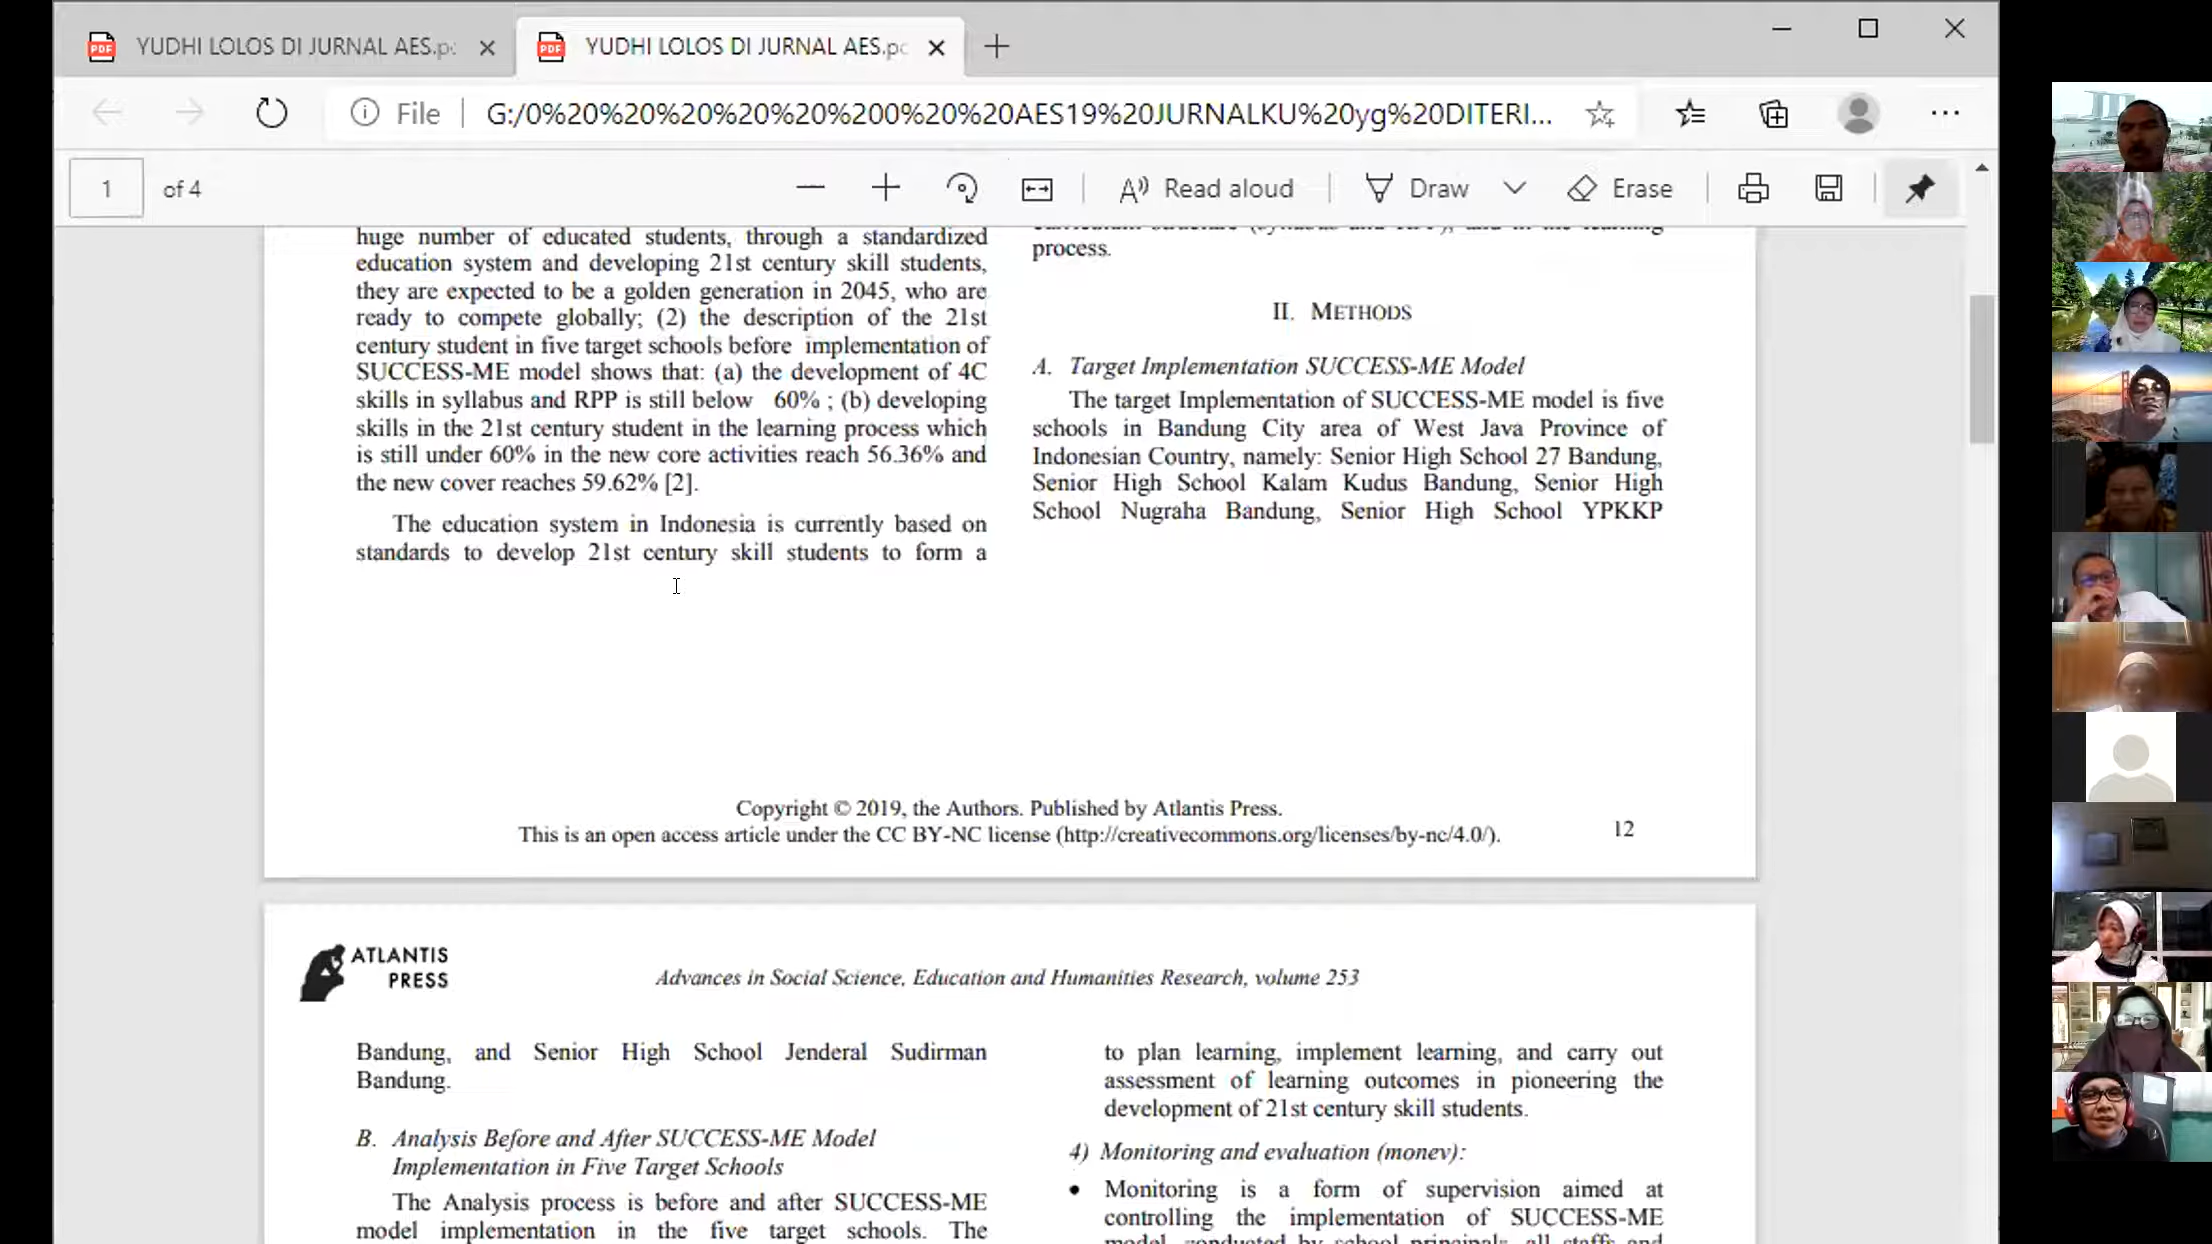 YUDHI LOLOS DI JURNAL AES.p
YUDHI LOLOS DI JURNAL AES.p
File
G:/0%20%20%20%20%20%200%20%20AES19%20JURNALKU%20yg%20DITERI...
1 of 4
Read aloud
Draw
Erase
huge number of educated students, through a standardized
education system and developing 21st century skill students,
they are expected to be a golden generation in 2045, who are
ready to compete globally; (2) the description of the 21st
century student in five target schools before implementation of
SUCCESS-ME model shows that: (a) the development of 4C
skills in syllabus and RPP is still below 60% ; (b) developing
skills in the 21st century student in the learning process which
is still under 60% in the new core activities reach 56.36% and
the new cover reaches 59.62% [2].
The education system in Indonesia is currently based on
standards to develop 21st century skill students to form a
process.
II. METHODS
A. Target Implementation SUCCESS-ME Model
The target Implementation of SUCCESS-ME model is five
schools in Bandung City area of West Java Province of
Indonesian Country, namely: Senior High School 27 Bandung,
Senior High School Kalam Kudus Bandung, Senior High
School Nugraha Bandung, Senior High School YPKKP
Copyright © 2019, the Authors. Published by Atlantis Press.
This is an open access article under the CC BY-NC license (http://creativecommons.org/licenses/by-nc/4.0/).
12
ATLANTIS
PRESS
Advances in Social Science, Education and Humanities Research, volume 253
Bandung, and Senior High School Jenderal Sudirman
Bandung.
B. Analysis Before and After SUCCESS-ME Model
Implementation in Five Target Schools
The Analysis process is before and after SUCCESS-ME
model implementation in the five target schools. The
to plan learning, implement learning, and carry out
assessment of learning outcomes in pioneering the
development of 21st century skill students.
4) Monitoring and evaluation (monev):
• Monitoring is a form of supervision aimed at
controlling the implementation of SUCCESS-ME